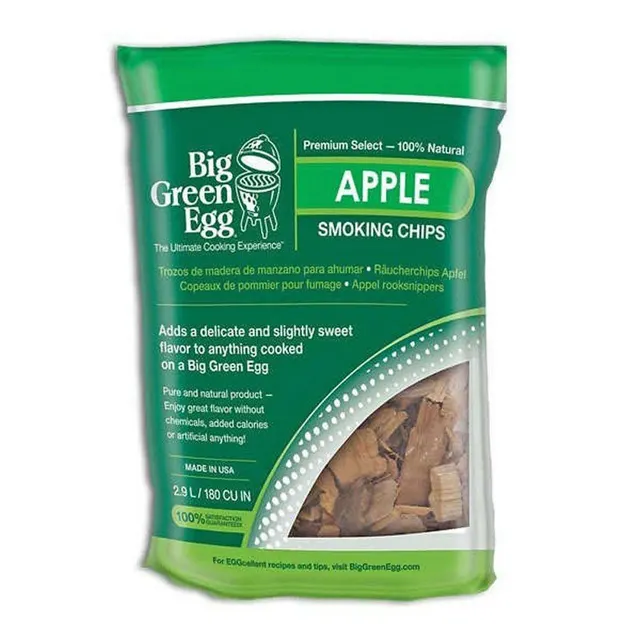 Big
Green
Egg
The Ultimate Cooking Experience™
Premium Select — 100% Natural
APPLE
SMOKING CHIPS
Trozos de madera de manzano para ahumar • Räucherchips Apfel
Copeaux de pommier pour fumage • Appel rooksnippers
Adds a delicate and slightly sweet
flavor to anything cooked
on a Big Green Egg
Pure and natural product —
Enjoy great flavor without
chemicals, added calories
or artificial anything!
MADE IN USA
2.9 L / 180 CU IN
100% SATISFACTION
GUARANTEED!
For EGGcellent recipes and tips, visit BigGreenEgg.com